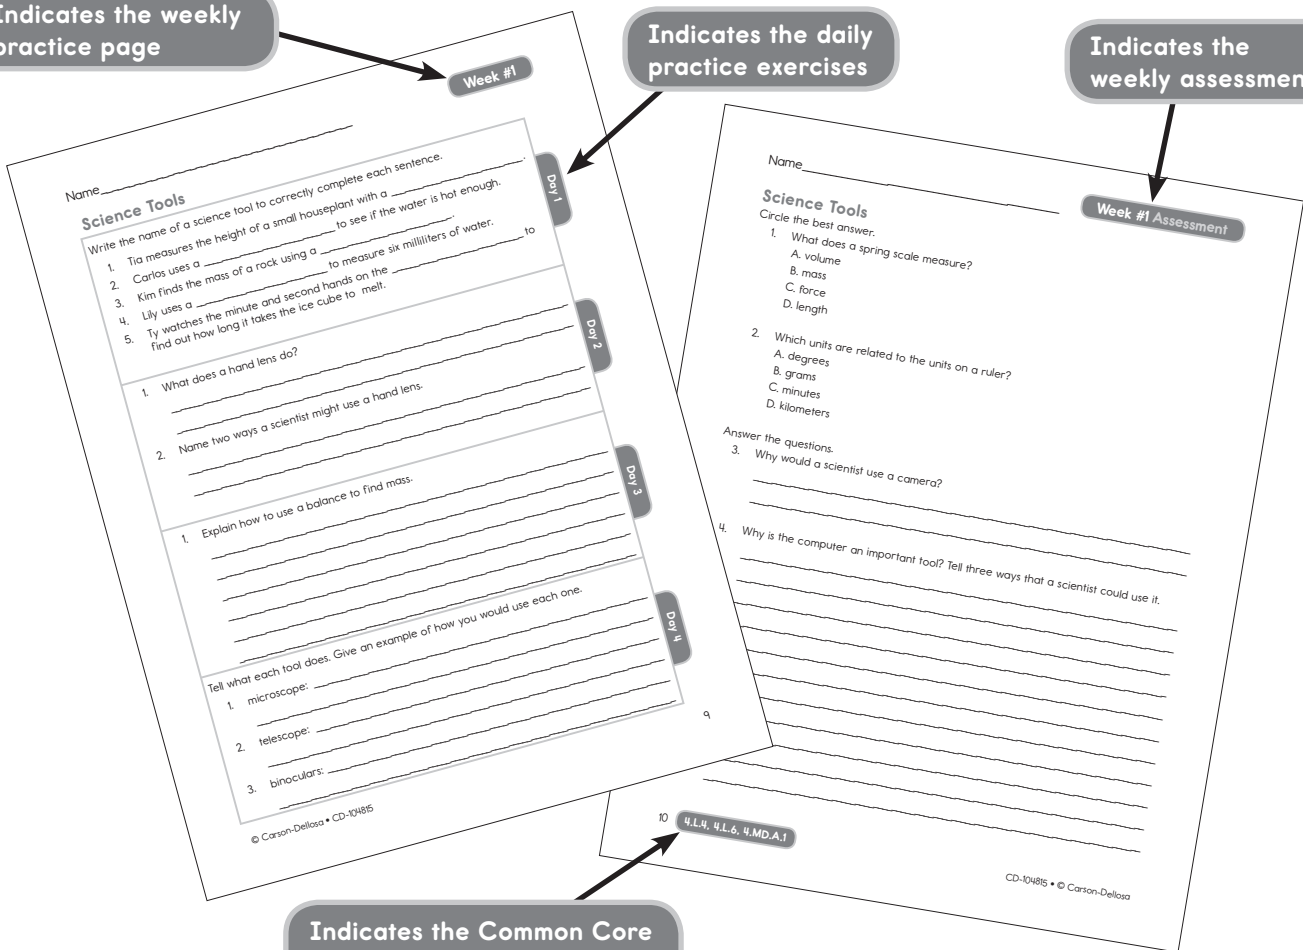 Indicates the weekly
practice page
Indicates the daily
practice exercises
Indicates the
weekly
Week #1
Name
Science Tools
Write the name of a science tool to correctly complete each sentence.
1. Tia measures the height of a small houseplant with a .
2. Carlos uses a to see if the water is hot enough.
3. Kim finds the mass of a rock using a .
4. Lily uses a to measure six milliliters of water.
5. Ty watches the minute and second hands on the to
find out how long it takes the ice cube to melt.
Day 1
1. What does a hand lens do?
2. Name two ways a scientist might use a hand lens.
Day 2
1. Explain how to use a balance to find mass.
Day 3
Tell what each tool does. Give an example of how you would use each one.
1. microscope:
2. telescope:
3. binoculars:
Day 4
© Carson-Dellosa • CD-104815
9
Name
Week #1 Assessment
Science Tools
Circle the best answer.
1. What does a spring scale measure?
A. volume
B. mass
C. force
D. length
2. Which units are related to the units on a ruler?
A. degrees
B. grams
C. minutes
D. kilometers
Answer the questions.
3. Why would a scientist use a camera?
4. Why is the computer an important tool? Tell three ways that a scientist could use it.
10 4.L.4, 4.L.6, 4.MD.A.1
CD-104815 • © Carson-Dellosa
Indicates the Common Core